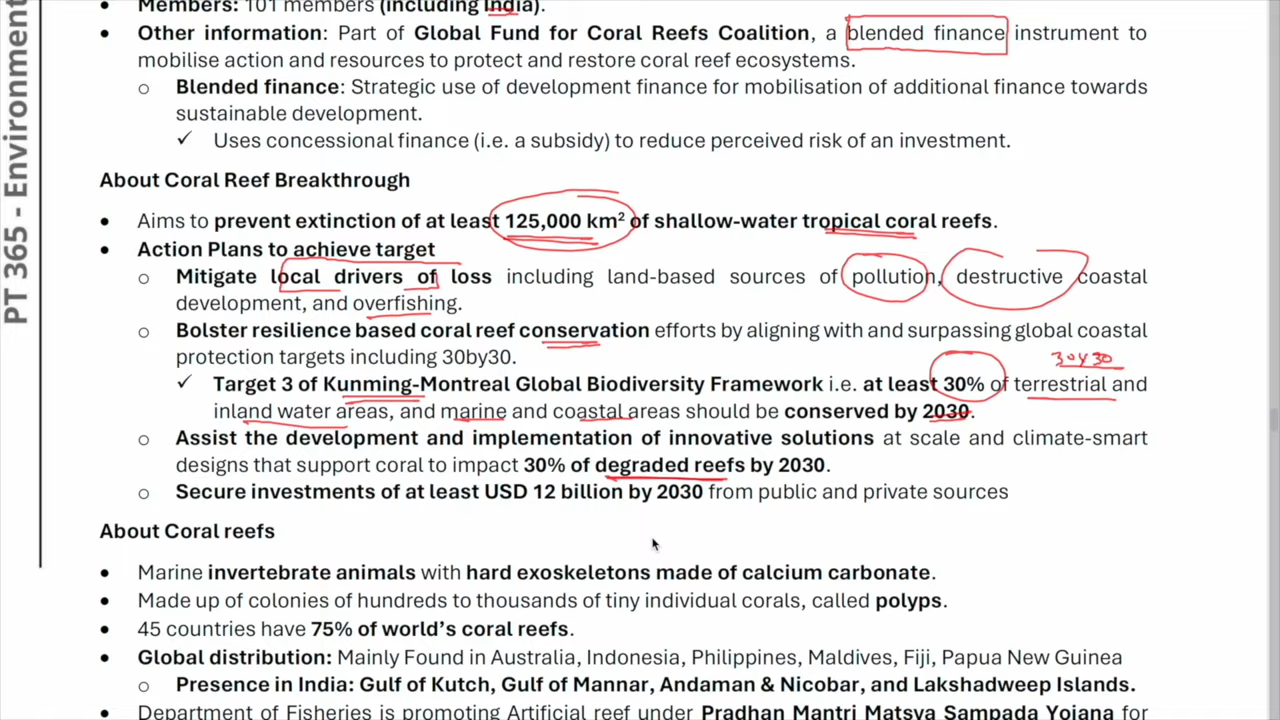 PT 365 - Environment
• Members: 101 members (including India).
• Other information: Part of Global Fund for Coral Reefs Coalition, a blended finance instrument to
mobilise action and resources to protect and restore coral reef ecosystems.
o Blended finance: Strategic use of development finance for mobilisation of additional finance towards
sustainable development.
✓ Uses concessional finance (i.e. a subsidy) to reduce perceived risk of an investment.
About Coral Reef Breakthrough
• Aims to prevent extinction of at least 125,000 km² of shallow-water tropical coral reefs.
• Action Plans to achieve target
o Mitigate local drivers of loss including land-based sources of pollution, destructive coastal
development, and overfishing.
o Bolster resilience based coral reef conservation efforts by aligning with and surpassing global coastal
protection targets including 30by30.
30y30
✓ Target 3 of Kunming-Montreal Global Biodiversity Framework i.e. at least 30% of terrestrial and
inland water areas, and marine and coastal areas should be conserved by 2030.
o Assist the development and implementation of innovative solutions at scale and climate-smart
designs that support coral to impact 30% of degraded reefs by 2030.
o Secure investments of at least USD 12 billion by 2030 from public and private sources
About Coral reefs
• Marine invertebrate animals with hard exoskeletons made of calcium carbonate.
• Made up of colonies of hundreds to thousands of tiny individual corals, called polyps.
• 45 countries have 75% of world's coral reefs.
• Global distribution: Mainly Found in Australia, Indonesia, Philippines, Maldives, Fiji, Papua New Guinea
o Presence in India: Gulf of Kutch, Gulf of Mannar, Andaman & Nicobar, and Lakshadweep Islands.
• Department of Fisheries is promoting Artificial reef under Pradhan Mantri Matsya Sampada Yojana for